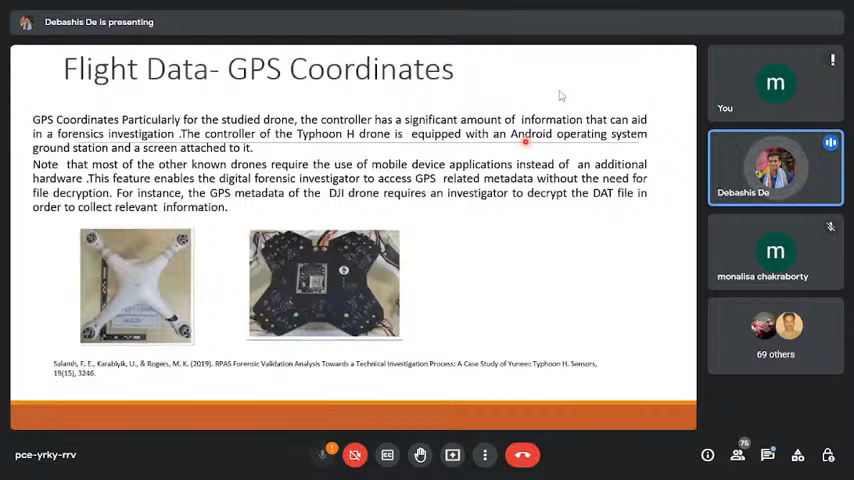 Debashis De is presenting
Flight Data- GPS Coordinates
GPS Coordinates Particularly for the studied drone, the controller has a significant amount of information that can aid
in a forensics investigation .The controller of the Typhoon H drone is equipped with an Android operating system
ground station and a screen attached to it.
Note that most of the other known drones require the use of mobile device applications instead of an additional
hardware .This feature enables the digital forensic investigator to access GPS related metadata without the need for
file decryption. For instance, the GPS metadata of the DJI drone requires an investigator to decrypt the DAT file in
order to collect relevant information.
Salamh, F. E., Karabiyik, U., & Rogers, M. K. (2019). RPAS Forensic Validation Analysis Towards a Technical Investigation Process: A Case Study of Yuneec Typhoon H. Sensors,
19(15), 3246.
m
You
Debashis De
m
monalisa chakraborty
69 others
pce-yrky-rrv
76